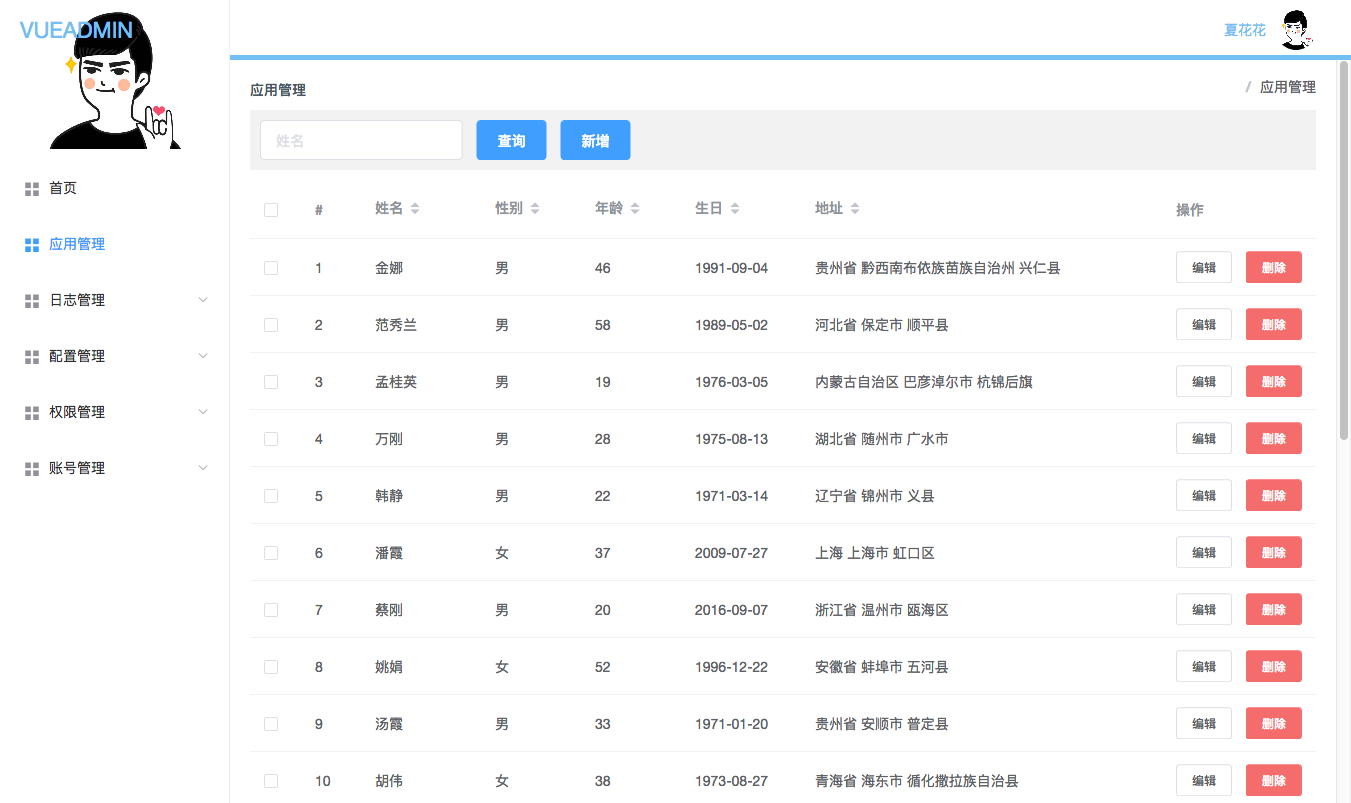 VUEADMIN
夏花花
首页
应用管理
日志管理
配置管理
权限管理
账号管理
应用管理 / 应用管理
姓名 查询 新增
# 姓名 性别 年龄 生日 地址 操作
1 金娜 男 46 1991-09-04 贵州省 黔西南布依族苗族自治州 兴仁县 编辑 删除
2 范秀兰 男 58 1989-05-02 河北省 保定市 顺平县 编辑 删除
3 孟桂英 男 19 1976-03-05 内蒙古自治区 巴彦淖尔市 杭锦后旗 编辑 删除
4 万刚 男 28 1975-08-13 湖北省 随州市 广水市 编辑 删除
5 韩静 男 22 1971-03-14 辽宁省 锦州市 义县 编辑 删除
6 潘霞 女 37 2009-07-27 上海 上海市 虹口区 编辑 删除
7 蔡刚 男 20 2016-09-07 浙江省 温州市 瓯海区 编辑 删除
8 姚娟 女 52 1996-12-22 安徽省 蚌埠市 五河县 编辑 删除
9 汤霞 男 33 1971-01-20 贵州省 安顺市 普定县 编辑 删除
10 胡伟 女 38 1973-08-27 青海省 海东市 循化撒拉族自治县 编辑 删除